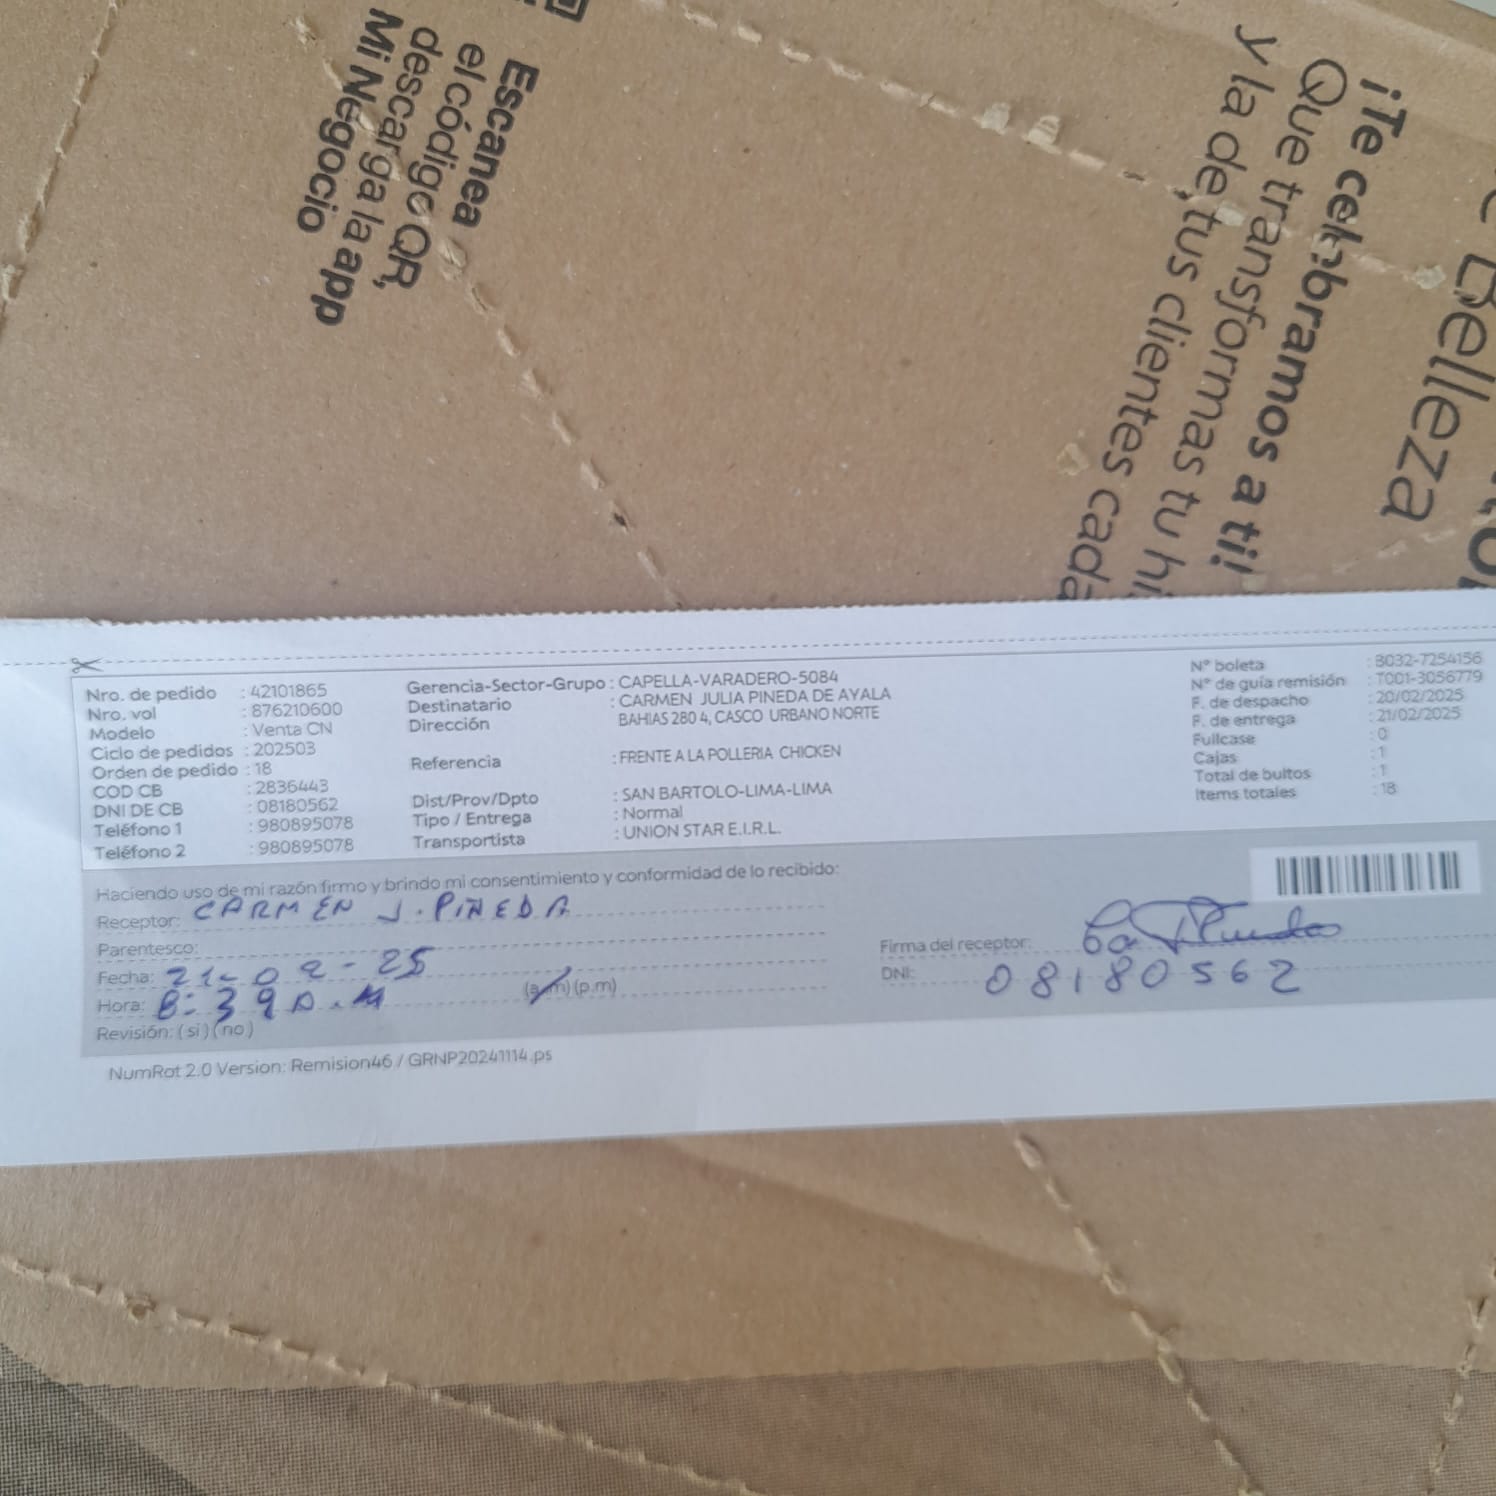 Escanea
el código QR,
descarga la app
Mi Negocio
Belleza
¡Te celebramos a ti!
Que transformas tu
y la de tus clientes cada
Nro. de pedido : 42101865
Nro. vol : 876210600
Modelo : Venta CN
Ciclo de pedidos : 202503
Orden de pedido : 18
COD CB : 2836443
DNI DE CB : 08180562
Teléfono 1 : 980895078
Teléfono 2 : 980895078
Gerencia-Sector-Grupo : CAPELLA-VARADERO-5084
Destinatario : CARMEN JULIA PINEDA DE AYALA
Dirección BAHIAS 280 4, CASCO URBANO NORTE
Referencia : FRENTE A LA POLLERIA CHICKEN
Dist/Prov/Dpto : SAN BARTOLO-LIMA-LIMA
Tipo / Entrega : Normal
Transportista : UNION STAR E.I.R.L.
N° boleta : B032-7254156
N° de guía remisión : T001-3056779
F. de despacho : 20/02/2025
F. de entrega : 21/02/2025
Fullcase : 0
Cajas : 1
Total de bultos : 1
Items totales : 18
Haciendo uso de mi razón firmo y brindo mi consentimiento y conformidad de lo recibido:
Receptor: CARMEN J. PIÑEDA
Parentesco:
Fecha: 21-02-25
Hora: 8:39 A.M (a.m) (p.m)
Revisión: ( si ) ( no )
Firma del receptor:
DNI: 08180562
NumRot 2.0 Version: Remision46 / GRNP20241114.ps